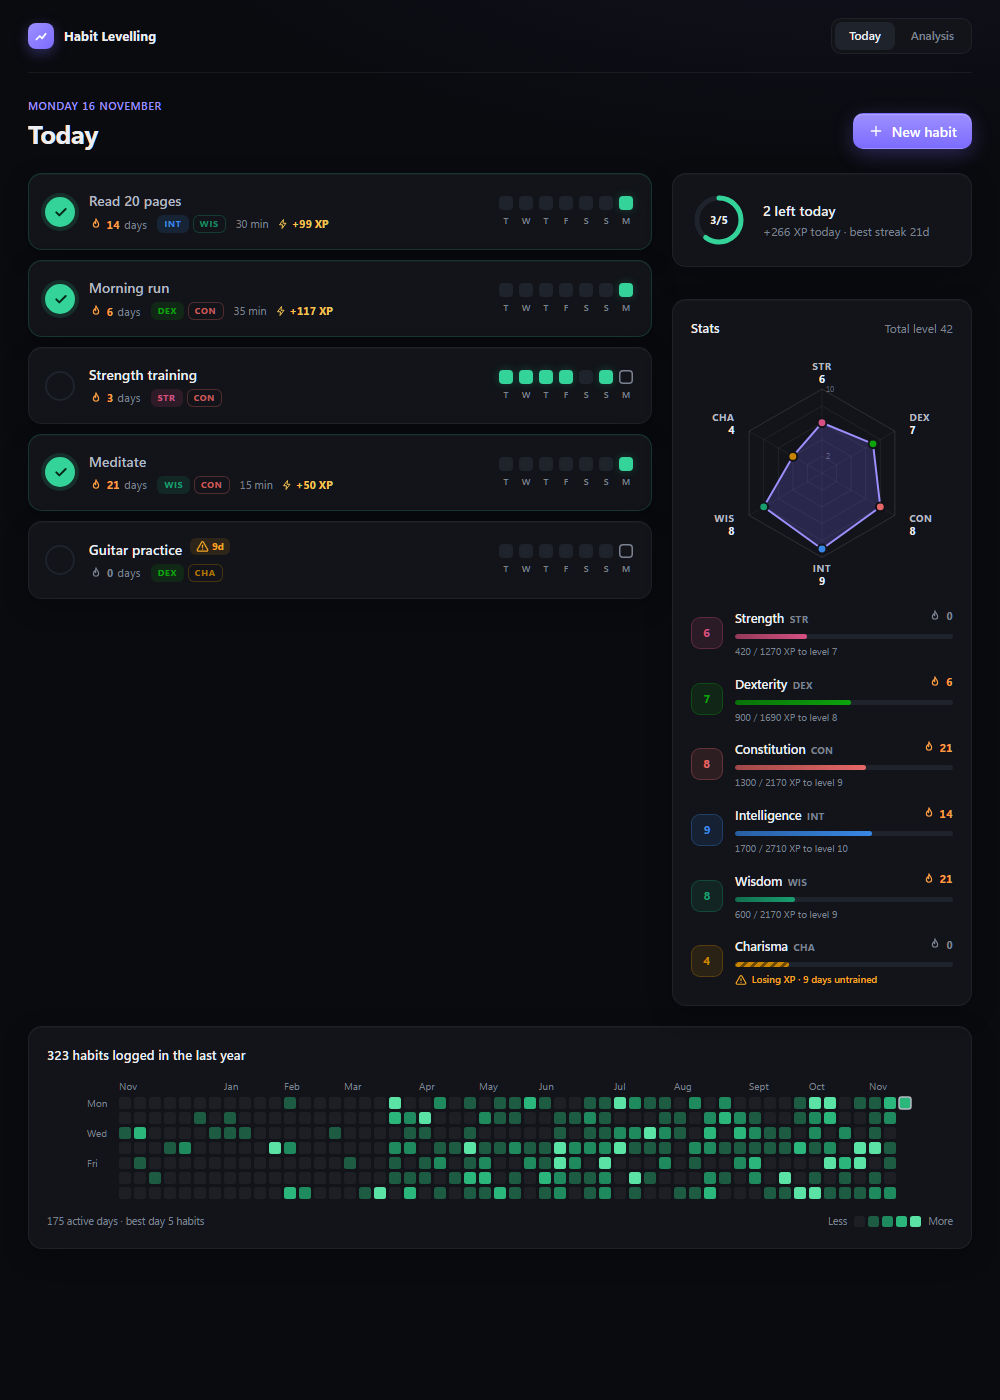 Habit Levelling
Today
Analysis
MONDAY 16 NOVEMBER
Today
New habit
Read 20 pages
14 days INT WIS 30 min +99 XP
T W T F S S M
Morning run
6 days DEX CON 35 min +117 XP
T W T F S S M
Strength training
3 days STR CON
T W T F S S M
Meditate
21 days WIS CON 15 min +50 XP
T W T F S S M
Guitar practice 9d
0 days DEX CHA
T W T F S S M
3/5
2 left today
+266 XP today · best streak 21d
Stats
Total level 42
STR
6
10
CHA
4
DEX
7
2
WIS
8
CON
8
INT
9
6
Strength STR
0
420 / 1270 XP to level 7
7
Dexterity DEX
6
900 / 1690 XP to level 8
8
Constitution CON
21
1300 / 2170 XP to level 9
9
Intelligence INT
14
1700 / 2710 XP to level 10
8
Wisdom WIS
21
600 / 2170 XP to level 9
4
Charisma CHA
0
Losing XP · 9 days untrained
323 habits logged in the last year
Nov Jan Feb Mar Apr May Jun Jul Aug Sept Oct Nov
Mon
Wed
Fri
175 active days · best day 5 habits
Less
More